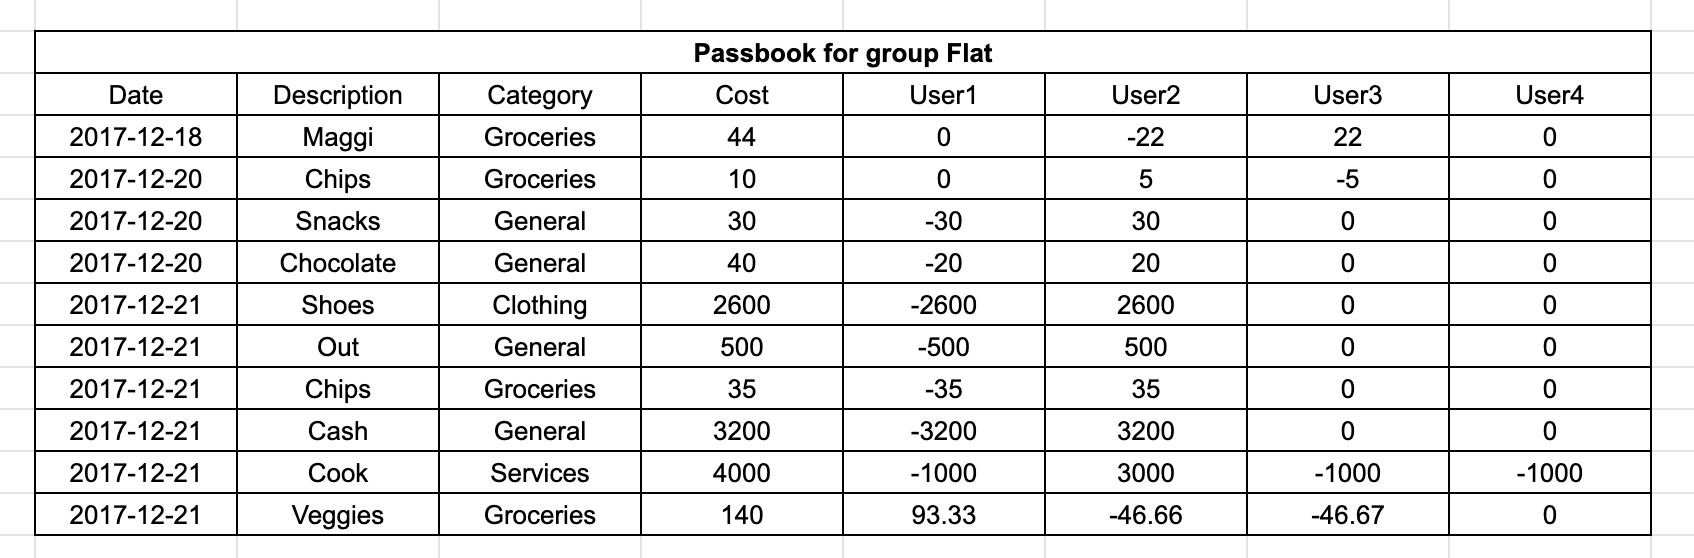 Passbook for group Flat
Date Description Category Cost User1 User2 User3 User4
2017-12-18 Maggi Groceries 44 0 -22 22 0
2017-12-20 Chips Groceries 10 0 5 -5 0
2017-12-20 Snacks General 30 -30 30 0 0
2017-12-20 Chocolate General 40 -20 20 0 0
2017-12-21 Shoes Clothing 2600 -2600 2600 0 0
2017-12-21 Out General 500 -500 500 0 0
2017-12-21 Chips Groceries 35 -35 35 0 0
2017-12-21 Cash General 3200 -3200 3200 0 0
2017-12-21 Cook Services 4000 -1000 3000 -1000 -1000
2017-12-21 Veggies Groceries 140 93.33 -46.66 -46.67 0